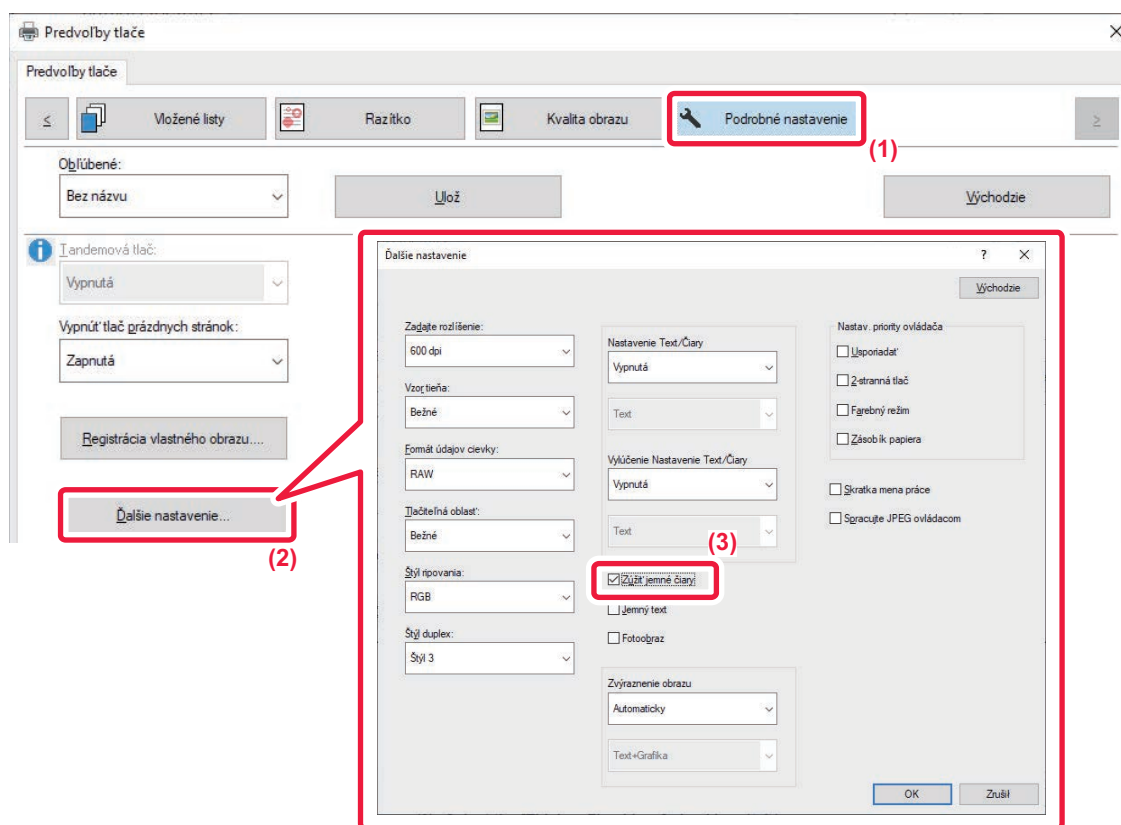 Predvoľby tlače
Predvoľby tlače
<
Vložené listy
Razítko
Kvalita obrazu
Podrobné nastavenie
>
(1)
Obľúbené:
Bez názvu
Ulož
Východzie
Tandemová tlač:
Vypnutá
Vypnúť tlač prázdnych stránok:
Zapnutá
Registrácia vlastného obrazu....
Ďalšie nastavenie...
(2)
Ďalšie nastavenie
?
Východzie
Zadajte rozlíšenie:
600 dpi
Vzor tieňa:
Bežné
Formát údajov cievky:
RAW
Tlačiteľná oblasť:
Bežné
Štýl ripovania:
RGB
Štýl duplex:
Štýl 3
Nastavenie Text/Čiary
Vypnutá
Text
Vylúčenie Nastavenie Text/Čiary
Vypnutá
Text
(3)
Zúžiť jemné čiary
Jemný text
Fotoobraz
Zvýraznenie obrazu
Automaticky
Text+Grafika
Nastav. priority ovládača
Usporiadať
2-stranná tlač
Farebný režim
Zásobík papiera
Skratka mena práce
Spracujte JPEG ovládacom
OK
Zrušiť